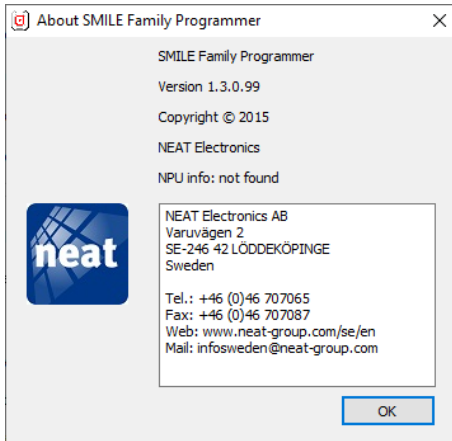 About SMILE Family Programmer
SMILE Family Programmer
Version 1.3.0.99
Copyright © 2015
NEAT Electronics
NPU info: not found
neat
NEAT Electronics AB
Varuvägen 2
SE-246 42 LÖDDEKÖPINGE
Sweden
Tel.: +46 (0)46 707065
Fax: +46 (0)46 707087
Web: www.neat-group.com/se/en
Mail: infosweden@neat-group.com
OK